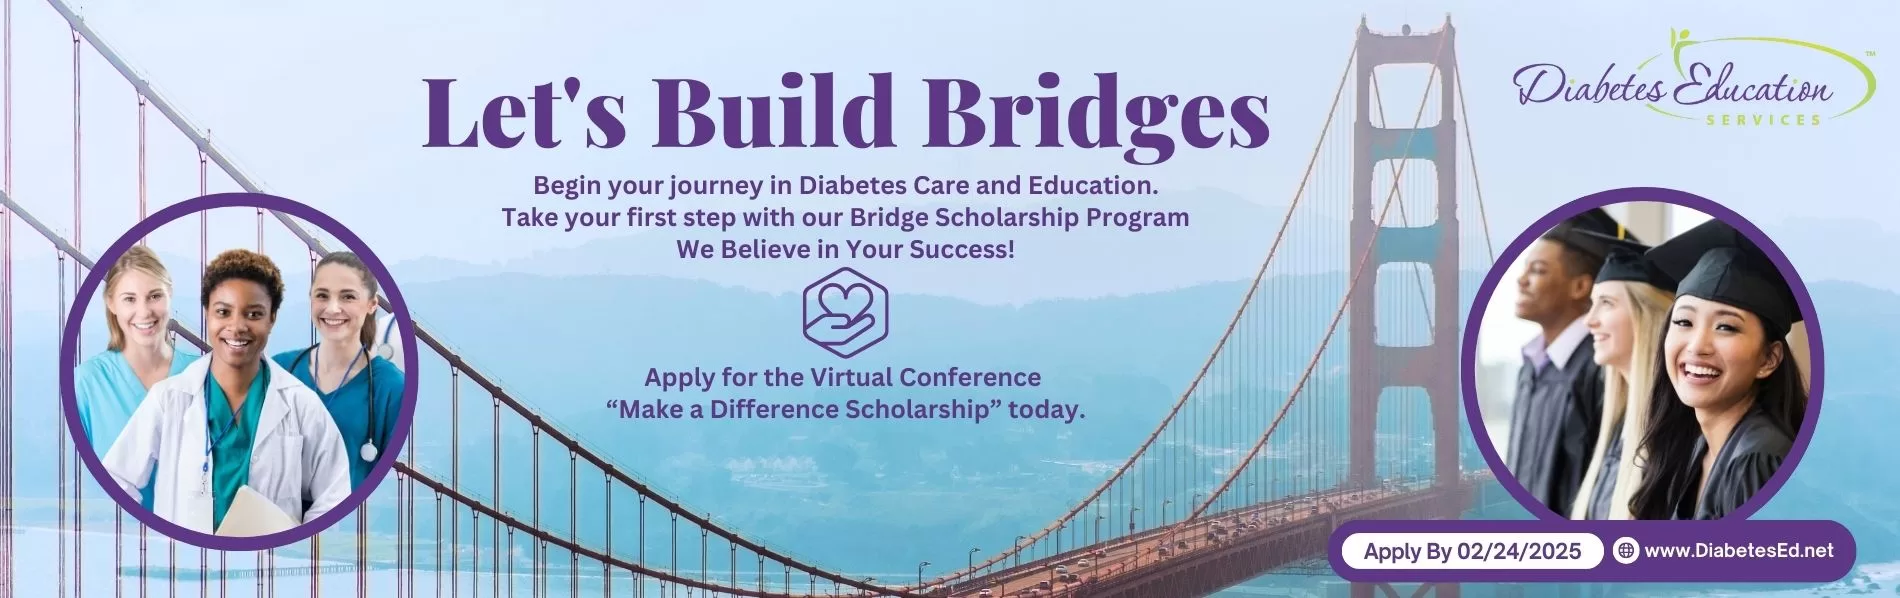 Let's Build Bridges
Begin your journey in Diabetes Care and Education.
Take your first step with our Bridge Scholarship Program
We Believe in Your Success!
Apply for the Virtual Conference
“Make a Difference Scholarship” today.
Diabetes Education
SERVICES
TM
Apply By 02/24/2025
www.DiabetesEd.net